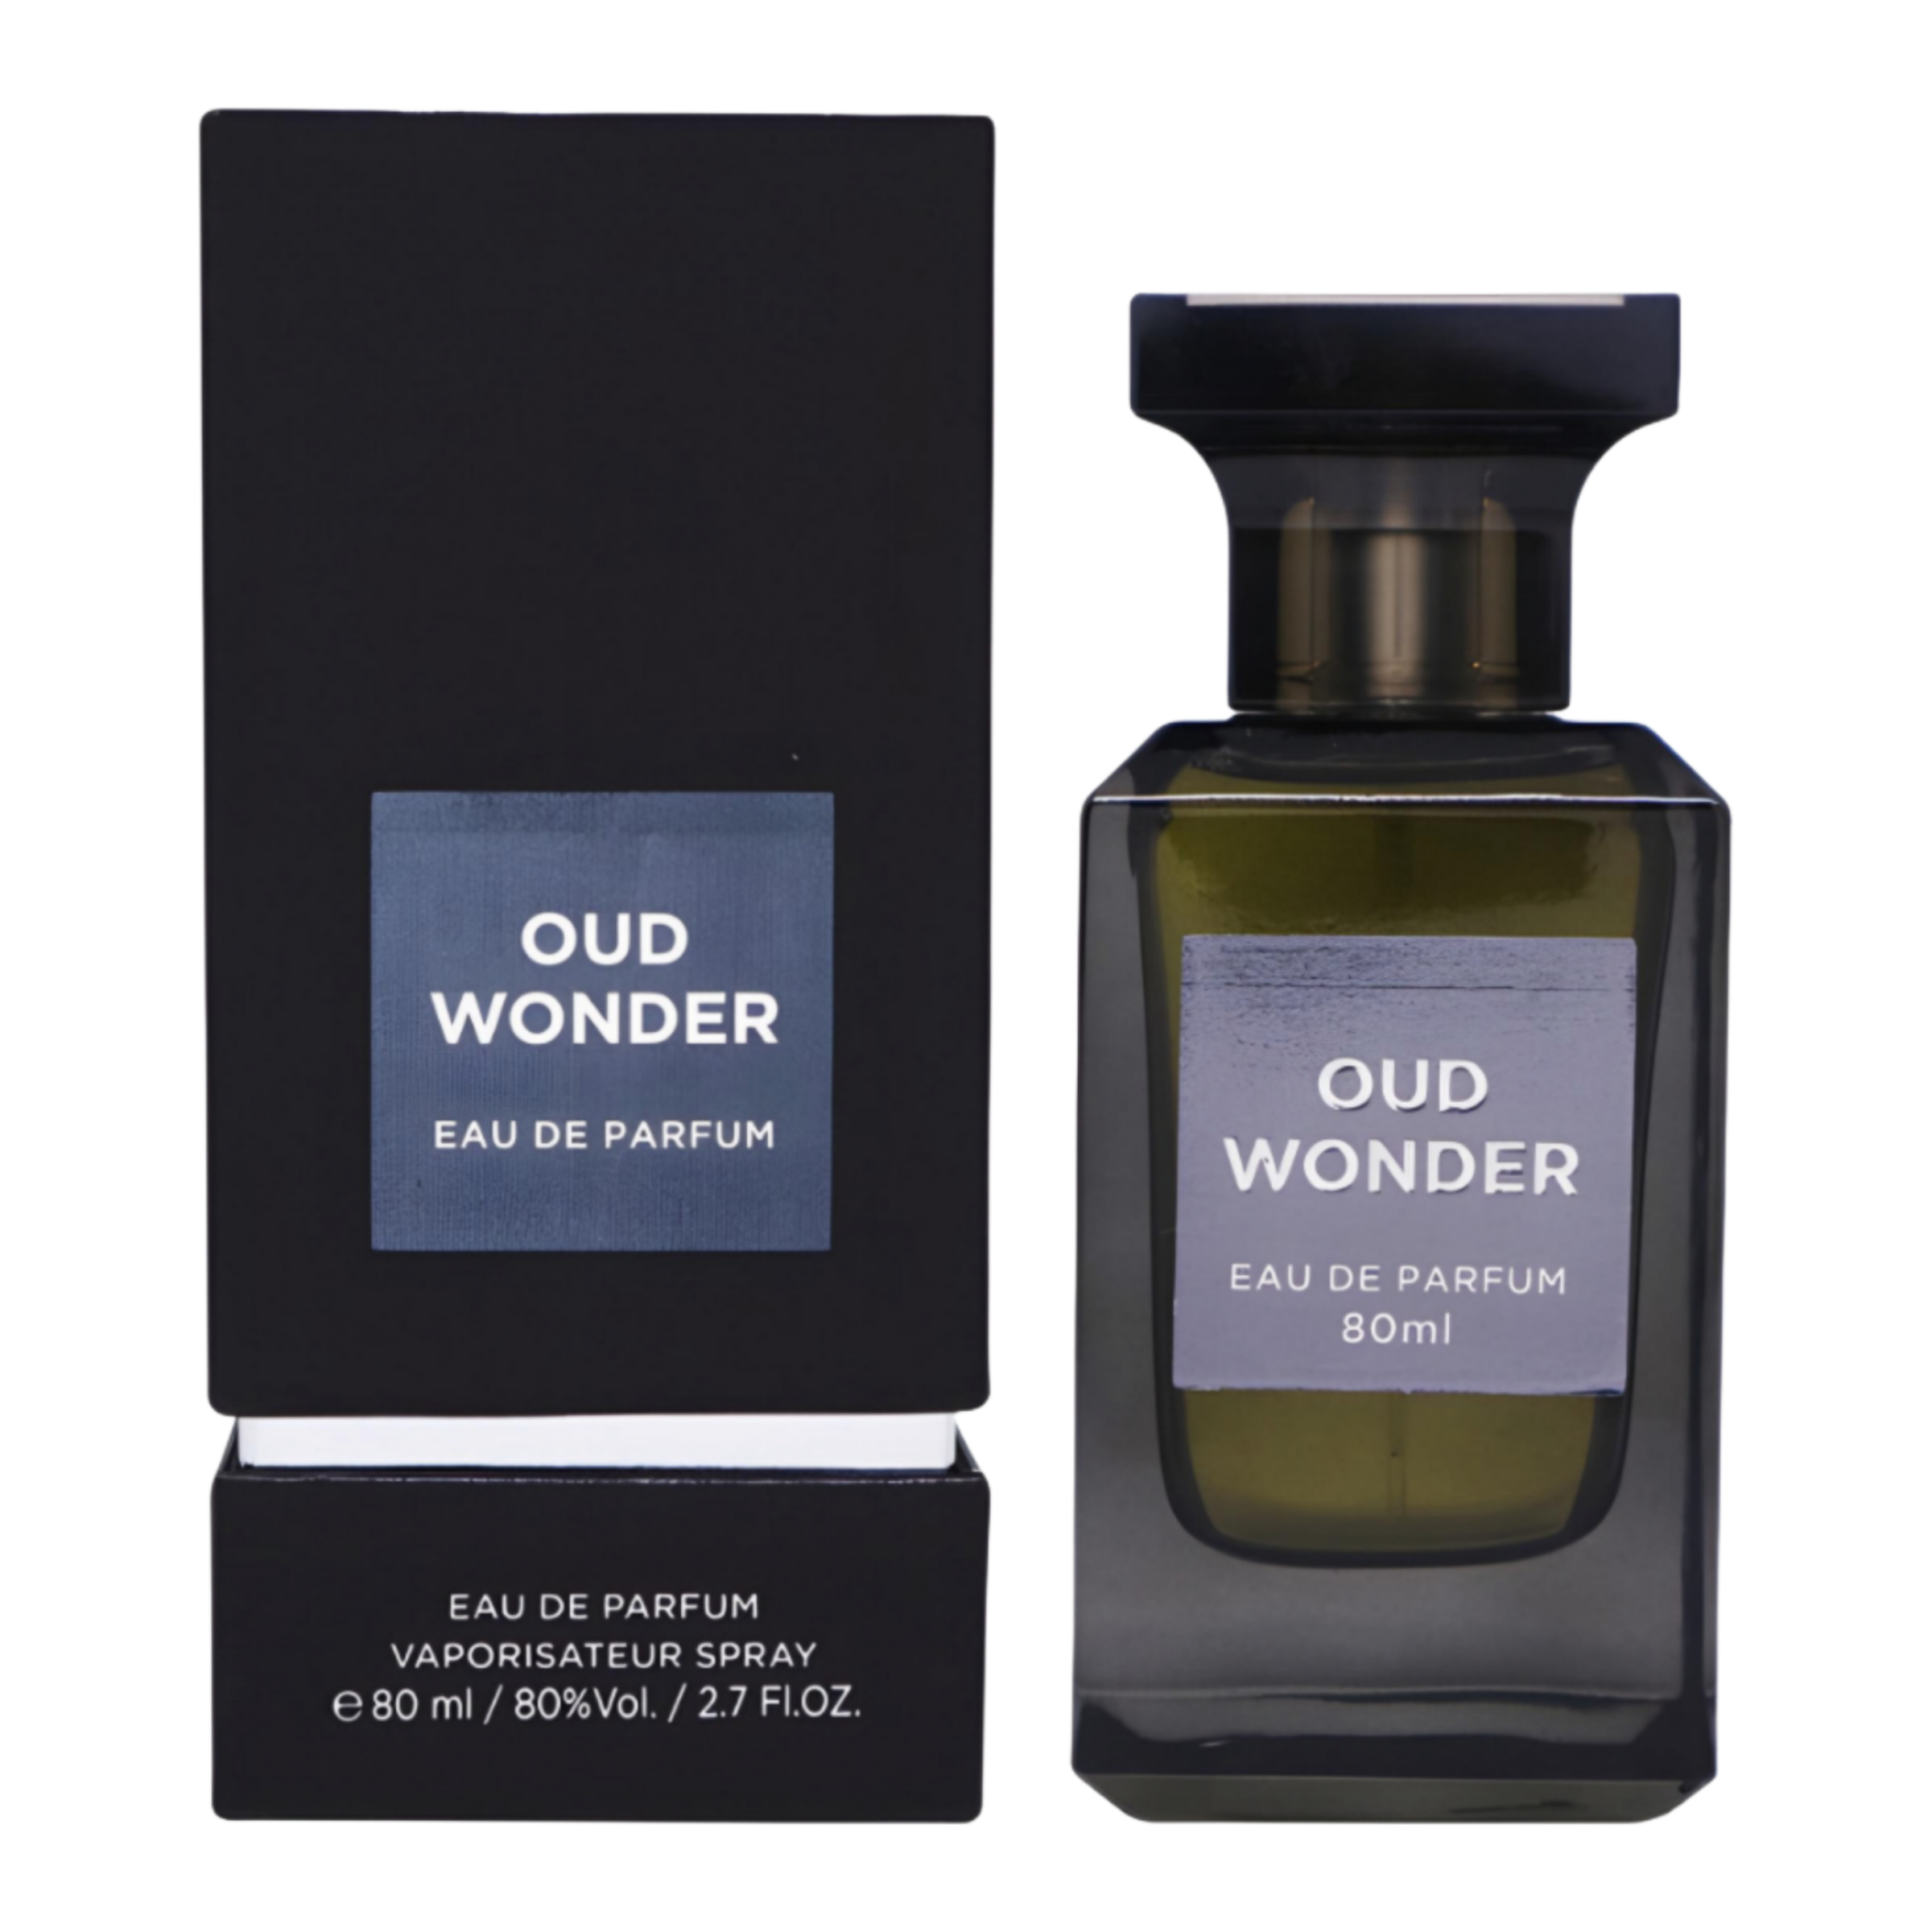 OUD
WONDER
EAU DE PARFUM
EAU DE PARFUM
VAPORISATEUR SPRAY
℮ 80 ml / 80%Vol. / 2.7 Fl.OZ.
OUD
WONDER
EAU DE PARFUM
80ml